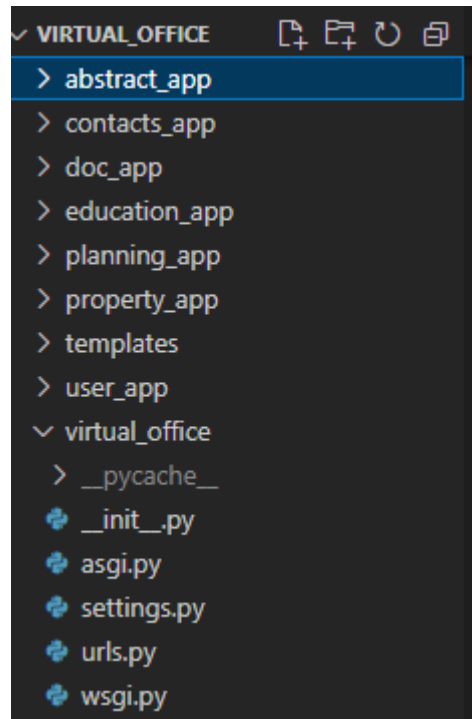 VIRTUAL_OFFICE
abstract_app
contacts_app
doc_app
education_app
planning_app
property_app
templates
user_app
virtual_office
__pycache__
__init__.py
asgi.py
settings.py
urls.py
wsgi.py